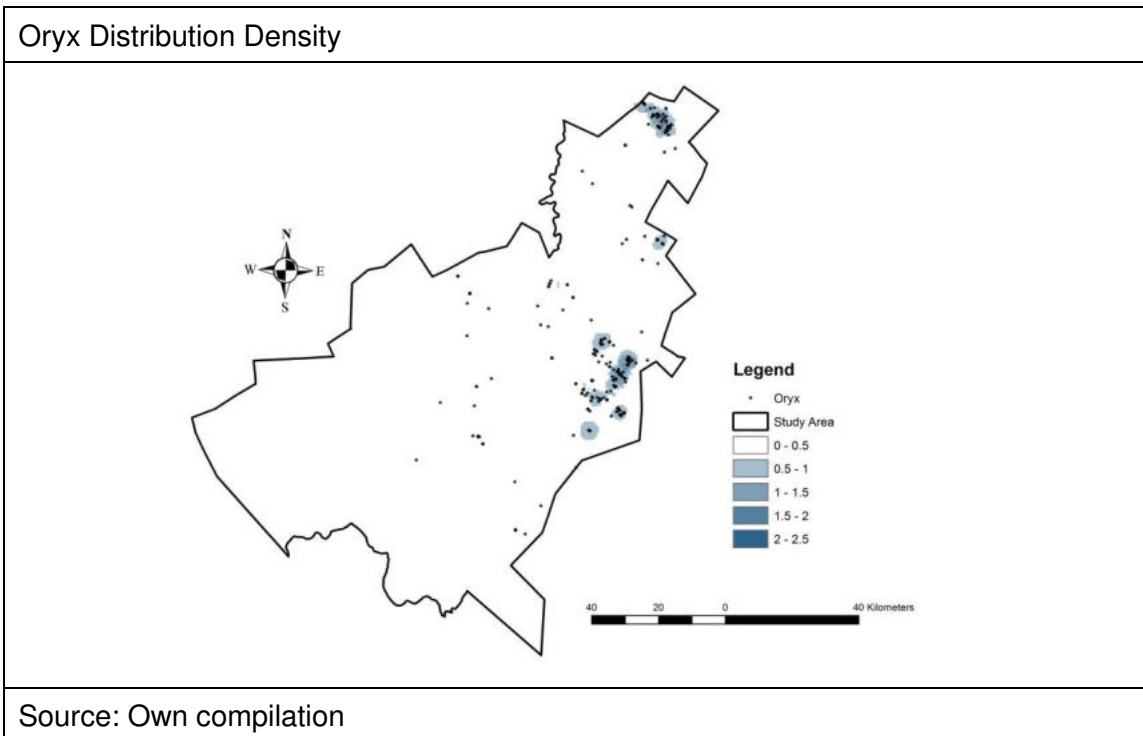 Oryx Distribution Density
N
W E
S
Legend
Oryx
Study Area
0 - 0.5
0.5 - 1
1 - 1.5
1.5 - 2
2 - 2.5
40 20 0 40 Kilometers
Source: Own compilation